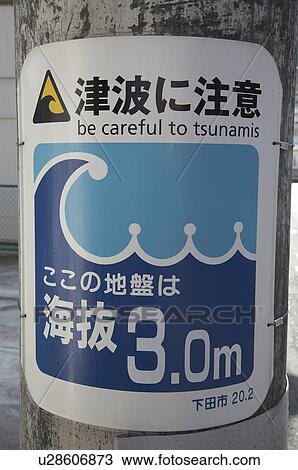 津波に注意
be careful to tsunamis
ここの地盤は
海抜 3.0m
下田市 20.2
Fotosearch
u28606873 www.fotosearch.com